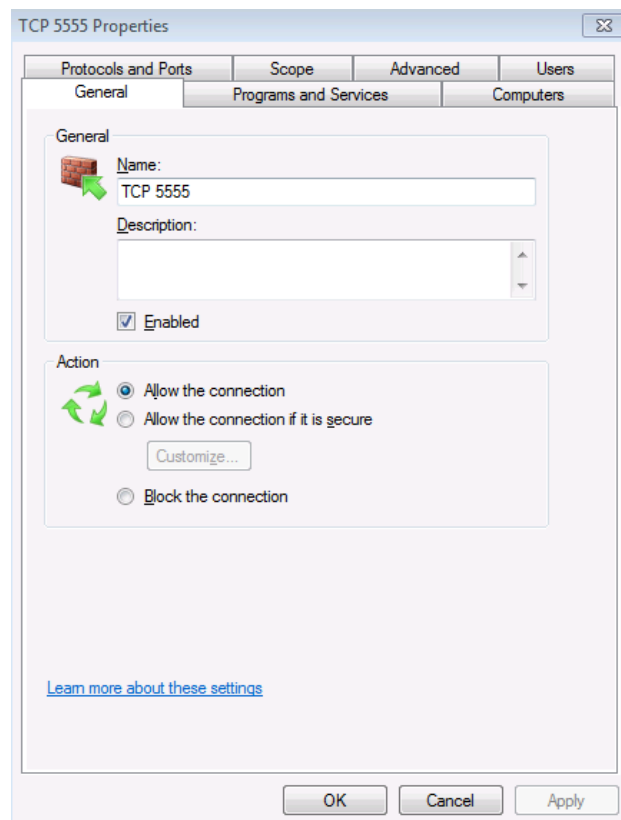 TCP 5555 Properties
Protocols and Ports
Scope
Advanced
Users
General
Programs and Services
Computers
General
Name:
TCP 5555
Description:
Enabled
Action
Allow the connection
Allow the connection if it is secure
Customize...
Block the connection
Learn more about these settings
OK
Cancel
Apply